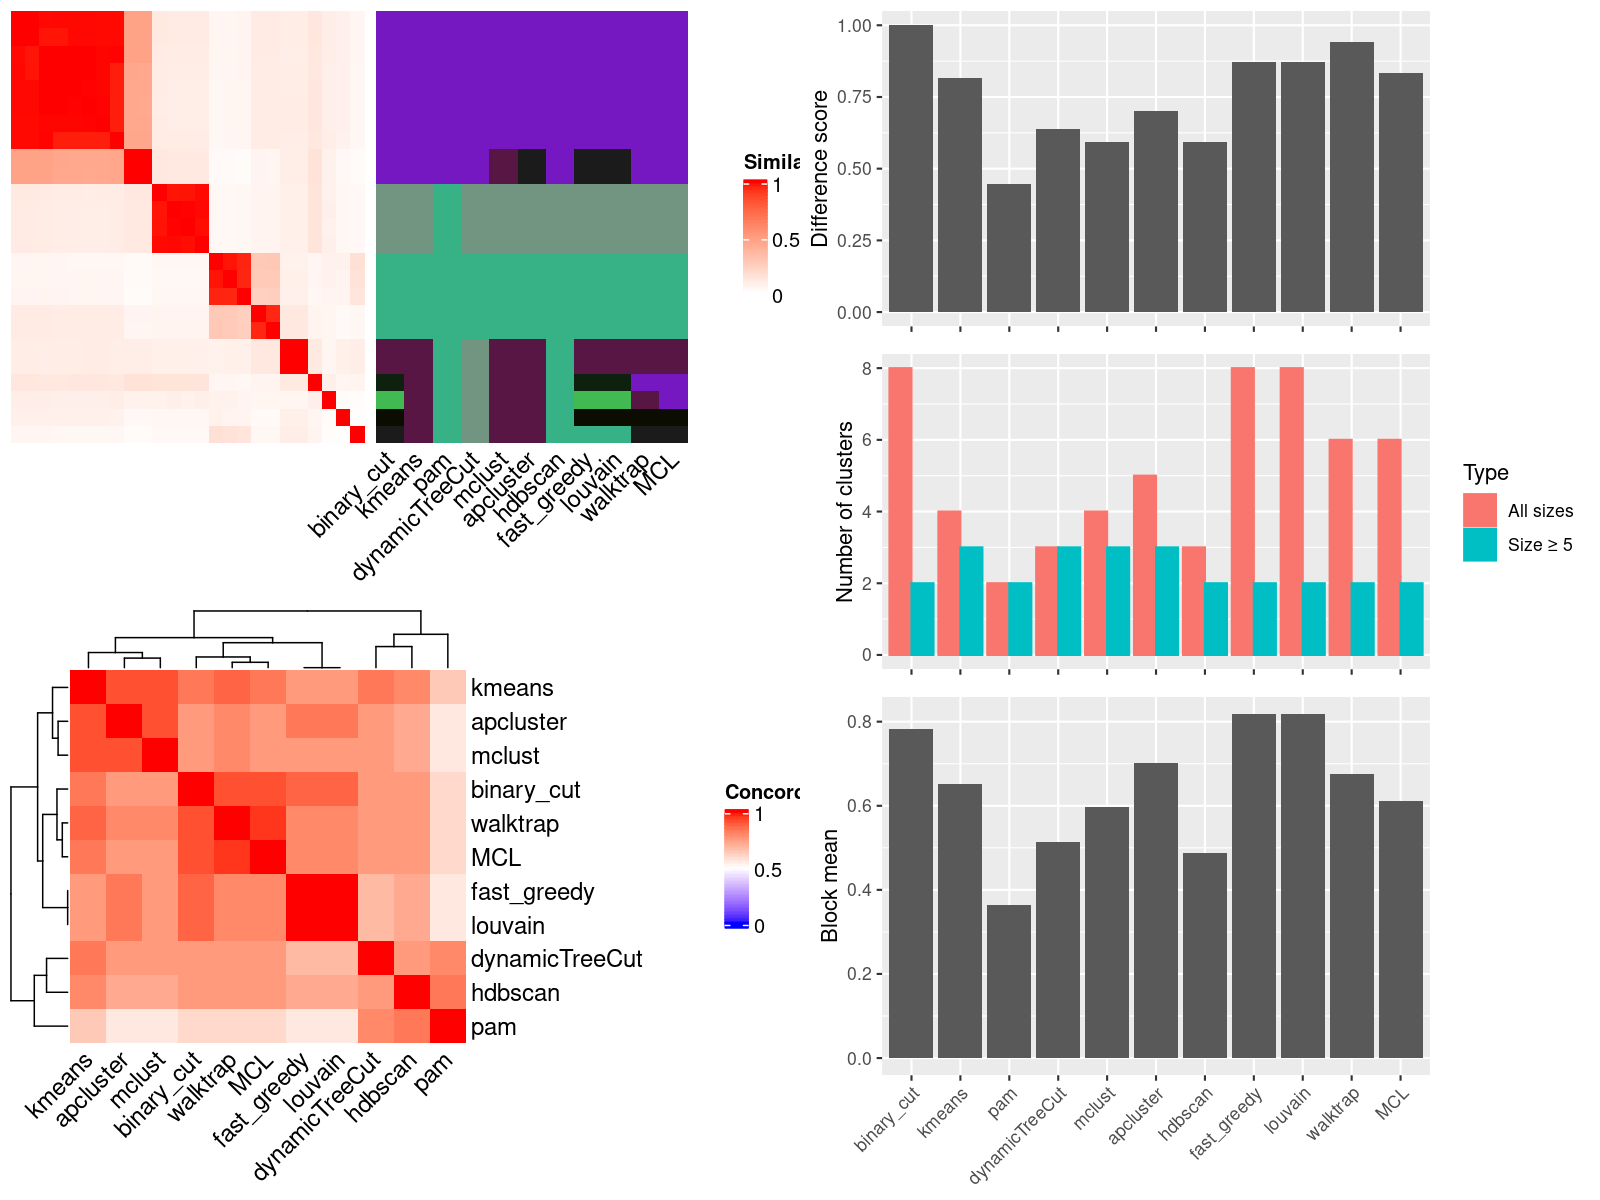 Simila
1
0.5
0
binary_cut
kmeans
pam
dynamicTreeCut
mclust
apcluster
hdbscan
fast_greedy
louvain
walktrap
MCL
kmeans
apcluster
mclust
binary_cut
walktrap
MCL
fast_greedy
louvain
dynamicTreeCut
hdbscan
pam
Concord
1
0.5
0
kmeans
apcluster
mclust
binary_cut
walktrap
MCL
fast_greedy
louvain
dynamicTreeCut
hdbscan
pam
Difference score
1.00
0.75
0.50
0.25
0.00
Number of clusters
8
6
4
2
0
Type
All sizes
Size ≥ 5
Block mean
0.8
0.6
0.4
0.2
0.0
binary_cut
kmeans
pam
dynamicTreeCut
mclust
apcluster
hdbscan
fast_greedy
louvain
walktrap
MCL